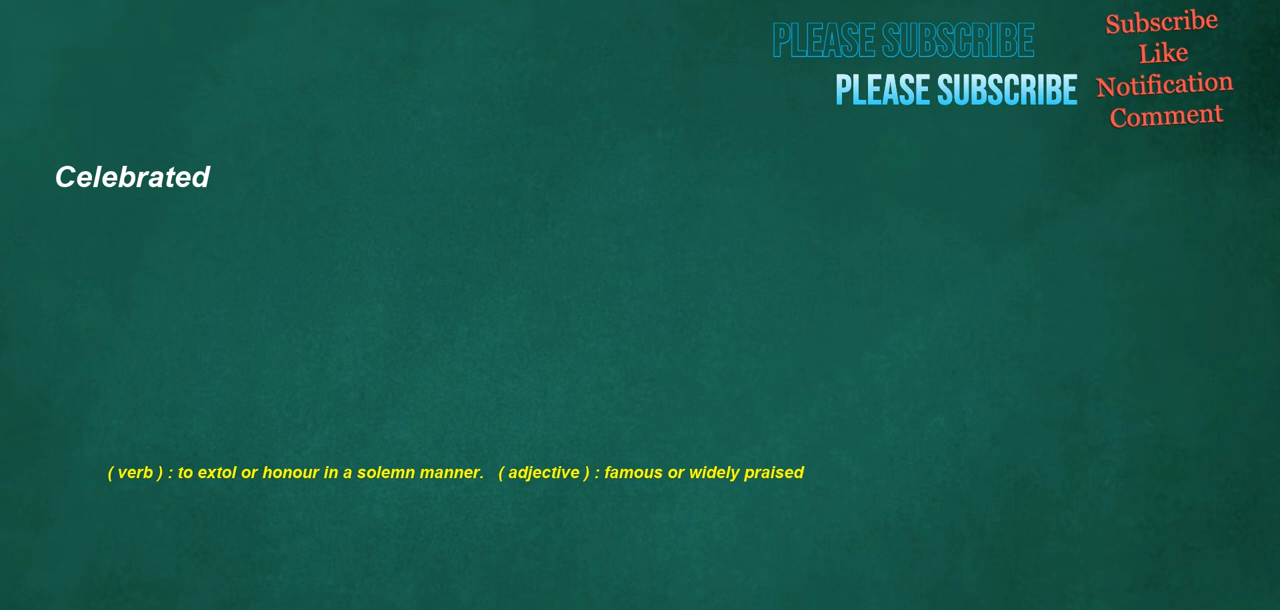 PLEASE SUBSCRIBE
PLEASE SUBSCRIBE
Subscribe
Like
Notification
Comment
Celebrated
( verb ) : to extol or honour in a solemn manner.   ( adjective ) : famous or widely praised